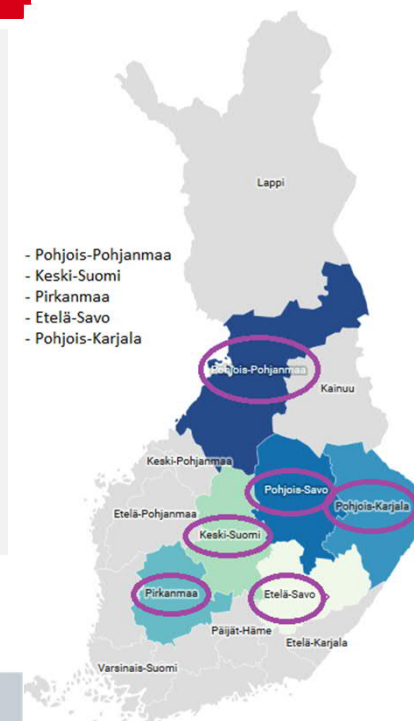 Lappi
- Pohjois-Pohjanmaa
- Keski-Suomi
- Pirkanmaa
- Etelä-Savo
- Pohjois-Karjala
Pohjois-Pohjanmaa
Kainuu
Keski-Pohjanmaa
Pohjois-Savo
Pohjois-Karjala
Etelä-Pohjanmaa
Keski-Suomi
Pirkanmaa
Etelä-Savo
Päijät-Häme
Etelä-Karjala
Varsinais-Suomi